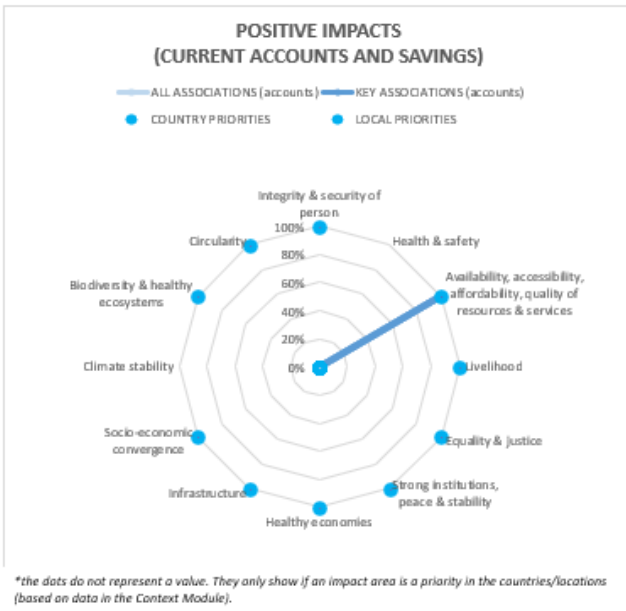 POSITIVE IMPACTS
(CURRENT ACCOUNTS AND SAVINGS)
ALL ASSOCIATIONS (accounts)
KEY ASSOCIATIONS (accounts)
COUNTRY PRIORITIES
LOCAL PRIORITIES
Integrity & security of
person
Health & safety
Availability, accessibility,
affordability, quality of
resources & services
Livelihood
Equality & justice
Strong institutions,
peace & stability
Healthy economies
Infrastructure
Socio-economic
convergence
Climate stability
Biodiversity & healthy
ecosystems
Circularity
100%
80%
60%
40%
20%
0%
*the dots do not represent a value. They only show if an impact area is a priority in the countries/locations
(based on data in the Context Module).